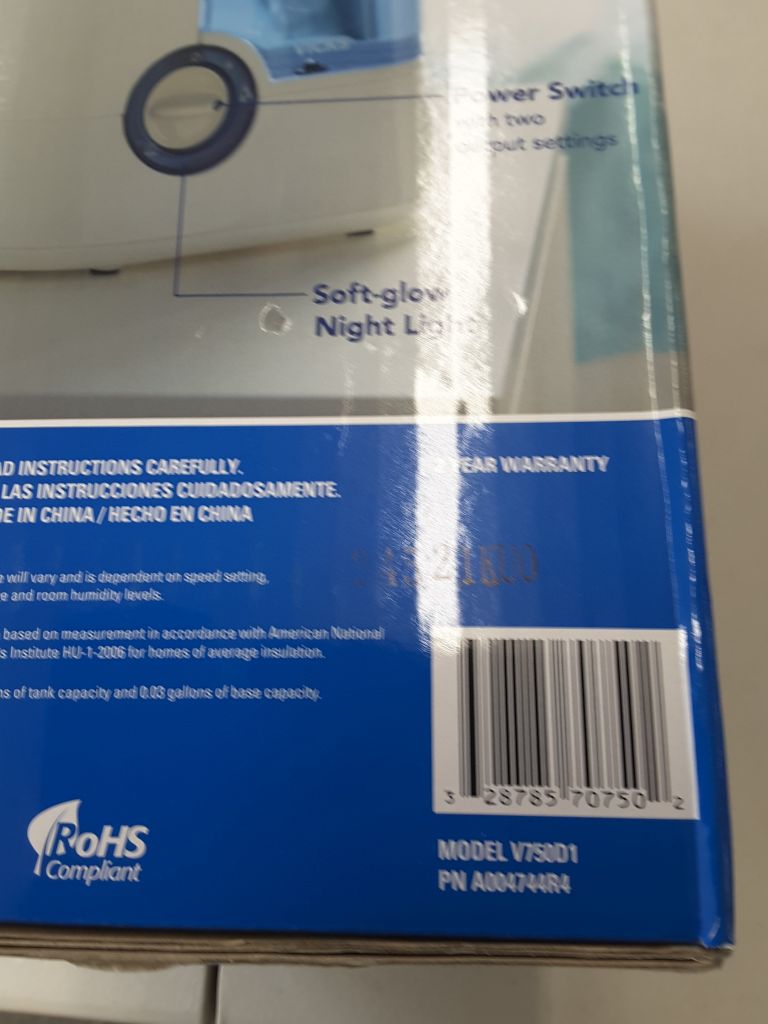 VICKS
Power Switch
with two
output settings
Soft-glow
Night Light
AD INSTRUCTIONS CAREFULLY.
LAS INSTRUCCIONES CUIDADOSAMENTE.
DE IN CHINA / HECHO EN CHINA
YEAR WARRANTY
e will vary and is dependent on speed setting,
e and room humidity levels.
based on measurement in accordance with American National
s Institute HU-1-2006 for homes of average insulation.
ns of tank capacity and 0.03 gallons of base capacity.
3 28785 70750 2
RoHS
Compliant
MODEL V750D1
PN A004744R4